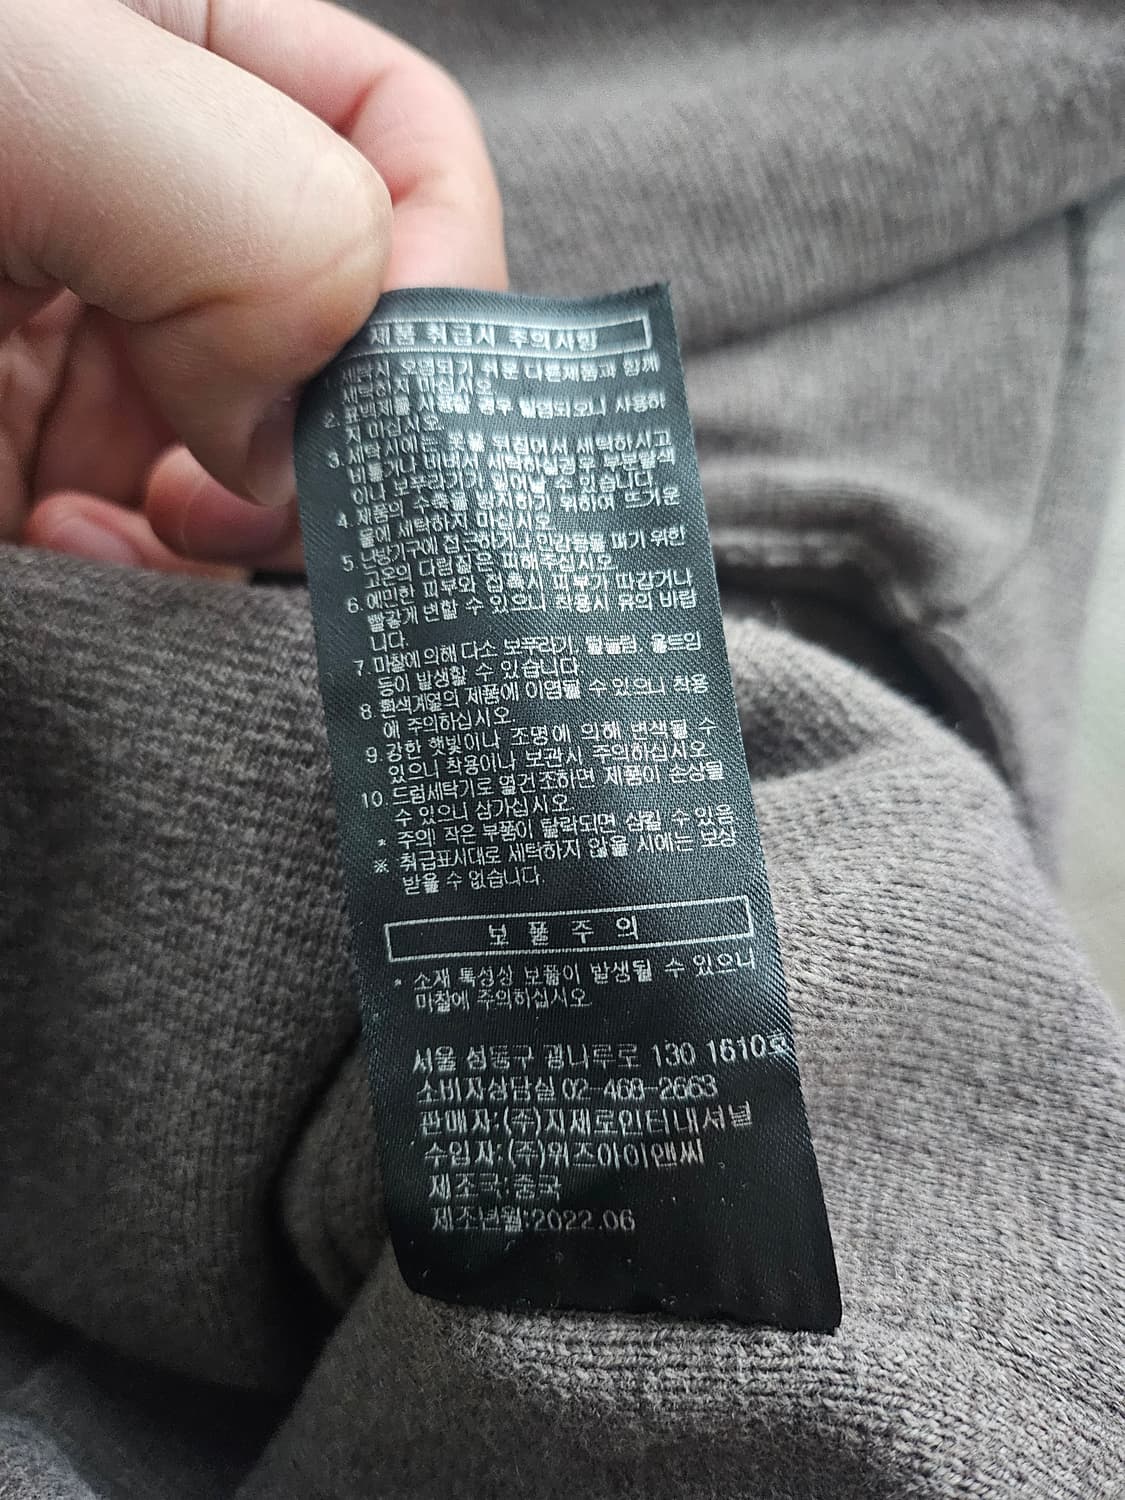 제품 취급시 주의사항
세탁시 오염되기 쉬운 다른제품과 함께
세탁하지 마십시오
2. 표백제를 사용할 경우 탈염되오니 사용하
지 마십시오
3. 세탁시에는 옷을 뒤집어서 세탁하시고
비틀거나 비벼서 세탁하실경우 부분탈색
이나 보푸라기가 일어날 수 있습니다.
4. 제품의 수축을 방지하기 위하여 뜨거운
물에 세탁하지 마십시오
5. 난방기구에 접근하거나 건조를 하기 위한
고온의 다림질은 피해주십시오
6. 예민한 피부와 접촉시 피부가 따갑거나
빨갛게 변할 수 있으니 착용시 유의 바랍
니다.
7. 마찰에 의해 다소 보푸라기, 털눌림, 올트임
등이 발생할 수 있습니다
8. 흰색계열의 제품에 이염될 수 있으니 착용
에 주의하십시오
9. 강한 햇빛이나 조명에 의해 변색될 수
있으니 착용이나 보관시 주의하십시오
10. 드럼세탁기로 열건조하면 제품이 손상될
수 있으니 삼가십시오
* 주의: 작은 부품이 탈락되면 삼킬 수 있음
※ 취급표시대로 세탁하지 않을 시에는 보상
받을 수 없습니다.
보 풀 주 의
* 소재 특성상 보풀이 발생될 수 있으니
마찰에 주의하십시오
서울 성동구 광나루로 130 1610호
소비자상담실 02-468-2663
판매자:(주)지제로인터내셔널
수입자:(주)위즈아이앤씨
제조국:중국
제조년월:2022.06